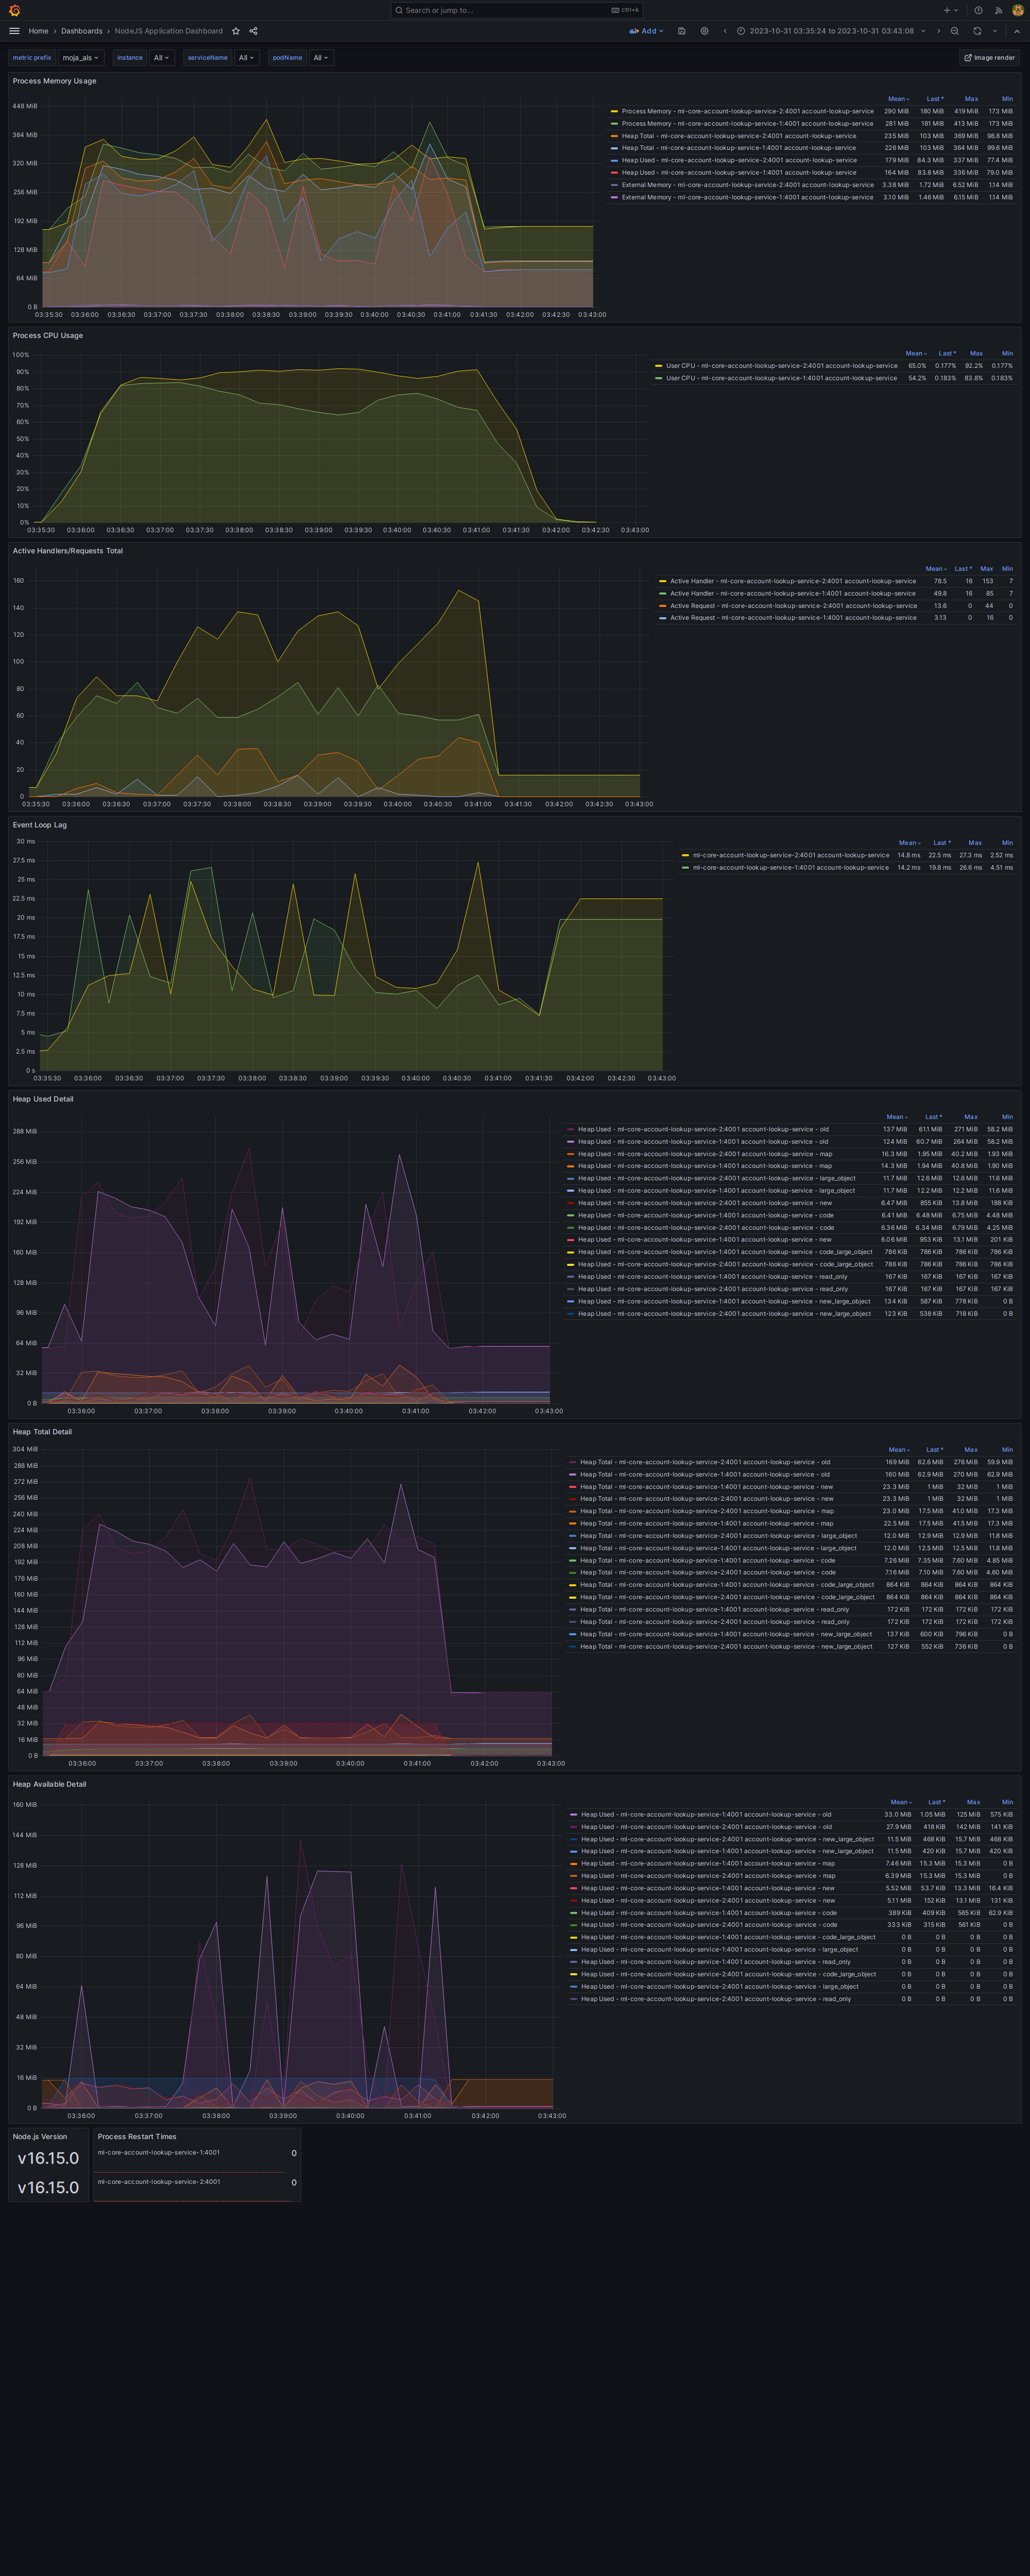 Search or jump to... ctrl+k
Home › Dashboards › NodeJS Application Dashboard Add 2023-10-31 03:35:24 to 2023-10-31 03:43:08
metric prefix moja_als instance All serviceName All podName All Image render
Process Memory Usage
Mean Last * Max Min
Process Memory - ml-core-account-lookup-service-2:4001 account-lookup-service 290 MiB 180 MiB 419 MiB 173 MiB
Process Memory - ml-core-account-lookup-service-1:4001 account-lookup-service 281 MiB 181 MiB 413 MiB 173 MiB
Heap Total - ml-core-account-lookup-service-2:4001 account-lookup-service 235 MiB 103 MiB 369 MiB 98.8 MiB
Heap Total - ml-core-account-lookup-service-1:4001 account-lookup-service 226 MiB 103 MiB 364 MiB 99.6 MiB
Heap Used - ml-core-account-lookup-service-2:4001 account-lookup-service 179 MiB 84.3 MiB 337 MiB 77.4 MiB
Heap Used - ml-core-account-lookup-service-1:4001 account-lookup-service 164 MiB 83.8 MiB 336 MiB 79.0 MiB
External Memory - ml-core-account-lookup-service-2:4001 account-lookup-service 3.38 MiB 1.72 MiB 6.52 MiB 1.14 MiB
External Memory - ml-core-account-lookup-service-1:4001 account-lookup-service 3.10 MiB 1.46 MiB 6.15 MiB 1.14 MiB
448 MiB
384 MiB
320 MiB
256 MiB
192 MiB
128 MiB
64 MiB
0 B
03:35:30 03:36:00 03:36:30 03:37:00 03:37:30 03:38:00 03:38:30 03:39:00 03:39:30 03:40:00 03:40:30 03:41:00 03:41:30 03:42:00 03:42:30 03:43:00
Process CPU Usage
Mean Last * Max Min
User CPU - ml-core-account-lookup-service-2:4001 account-lookup-service 65.0% 0.177% 92.2% 0.177%
User CPU - ml-core-account-lookup-service-1:4001 account-lookup-service 54.2% 0.183% 83.8% 0.183%
100%
90%
80%
70%
60%
50%
40%
30%
20%
10%
0%
03:35:30 03:36:00 03:36:30 03:37:00 03:37:30 03:38:00 03:38:30 03:39:00 03:39:30 03:40:00 03:40:30 03:41:00 03:41:30 03:42:00 03:42:30 03:43:00
Active Handlers/Requests Total
Mean Last * Max Min
Active Handler - ml-core-account-lookup-service-2:4001 account-lookup-service 78.5 16 153 7
Active Handler - ml-core-account-lookup-service-1:4001 account-lookup-service 49.8 16 85 7
Active Request - ml-core-account-lookup-service-2:4001 account-lookup-service 13.6 0 44 0
Active Request - ml-core-account-lookup-service-1:4001 account-lookup-service 3.13 0 16 0
160
140
120
100
80
60
40
20
0
03:35:30 03:36:00 03:36:30 03:37:00 03:37:30 03:38:00 03:38:30 03:39:00 03:39:30 03:40:00 03:40:30 03:41:00 03:41:30 03:42:00 03:42:30 03:43:00
Event Loop Lag
Mean Last * Max Min
ml-core-account-lookup-service-2:4001 account-lookup-service 14.8 ms 22.5 ms 27.3 ms 2.52 ms
ml-core-account-lookup-service-1:4001 account-lookup-service 14.2 ms 19.8 ms 26.6 ms 4.51 ms
30 ms
27.5 ms
25 ms
22.5 ms
20 ms
17.5 ms
15 ms
12.5 ms
10 ms
7.5 ms
5 ms
2.5 ms
0 s
03:35:30 03:36:00 03:36:30 03:37:00 03:37:30 03:38:00 03:38:30 03:39:00 03:39:30 03:40:00 03:40:30 03:41:00 03:41:30 03:42:00 03:42:30 03:43:00
Heap Used Detail
Mean Last * Max Min
Heap Used - ml-core-account-lookup-service-2:4001 account-lookup-service - old 137 MiB 61.1 MiB 271 MiB 58.2 MiB
Heap Used - ml-core-account-lookup-service-1:4001 account-lookup-service - old 124 MiB 60.7 MiB 264 MiB 58.2 MiB
Heap Used - ml-core-account-lookup-service-2:4001 account-lookup-service - map 16.3 MiB 1.95 MiB 40.2 MiB 1.93 MiB
Heap Used - ml-core-account-lookup-service-1:4001 account-lookup-service - map 14.3 MiB 1.94 MiB 40.8 MiB 1.90 MiB
Heap Used - ml-core-account-lookup-service-2:4001 account-lookup-service - large_object 11.7 MiB 12.6 MiB 12.6 MiB 11.6 MiB
Heap Used - ml-core-account-lookup-service-1:4001 account-lookup-service - large_object 11.7 MiB 12.2 MiB 12.2 MiB 11.6 MiB
Heap Used - ml-core-account-lookup-service-2:4001 account-lookup-service - new 6.47 MiB 855 KiB 13.8 MiB 188 KiB
Heap Used - ml-core-account-lookup-service-1:4001 account-lookup-service - code 6.41 MiB 6.48 MiB 6.75 MiB 4.48 MiB
Heap Used - ml-core-account-lookup-service-2:4001 account-lookup-service - code 6.36 MiB 6.34 MiB 6.79 MiB 4.25 MiB
Heap Used - ml-core-account-lookup-service-1:4001 account-lookup-service - new 6.06 MiB 953 KiB 13.1 MiB 201 KiB
Heap Used - ml-core-account-lookup-service-1:4001 account-lookup-service - code_large_object 786 KiB 786 KiB 786 KiB 786 KiB
Heap Used - ml-core-account-lookup-service-2:4001 account-lookup-service - code_large_object 786 KiB 786 KiB 786 KiB 786 KiB
Heap Used - ml-core-account-lookup-service-1:4001 account-lookup-service - read_only 167 KiB 167 KiB 167 KiB 167 KiB
Heap Used - ml-core-account-lookup-service-2:4001 account-lookup-service - read_only 167 KiB 167 KiB 167 KiB 167 KiB
Heap Used - ml-core-account-lookup-service-1:4001 account-lookup-service - new_large_object 134 KiB 587 KiB 778 KiB 0 B
Heap Used - ml-core-account-lookup-service-2:4001 account-lookup-service - new_large_object 123 KiB 538 KiB 718 KiB 0 B
288 MiB
256 MiB
224 MiB
192 MiB
160 MiB
128 MiB
96 MiB
64 MiB
32 MiB
0 B
03:36:00 03:37:00 03:38:00 03:39:00 03:40:00 03:41:00 03:42:00 03:43:00
Heap Total Detail
Mean Last * Max Min
Heap Total - ml-core-account-lookup-service-2:4001 account-lookup-service - old 169 MiB 62.6 MiB 276 MiB 59.9 MiB
Heap Total - ml-core-account-lookup-service-1:4001 account-lookup-service - old 160 MiB 62.9 MiB 270 MiB 62.9 MiB
Heap Total - ml-core-account-lookup-service-1:4001 account-lookup-service - new 23.3 MiB 1 MiB 32 MiB 1 MiB
Heap Total - ml-core-account-lookup-service-2:4001 account-lookup-service - new 23.3 MiB 1 MiB 32 MiB 1 MiB
Heap Total - ml-core-account-lookup-service-2:4001 account-lookup-service - map 23.0 MiB 17.5 MiB 41.0 MiB 17.3 MiB
Heap Total - ml-core-account-lookup-service-1:4001 account-lookup-service - map 22.5 MiB 17.5 MiB 41.5 MiB 17.3 MiB
Heap Total - ml-core-account-lookup-service-2:4001 account-lookup-service - large_object 12.0 MiB 12.9 MiB 12.9 MiB 11.8 MiB
Heap Total - ml-core-account-lookup-service-1:4001 account-lookup-service - large_object 12.0 MiB 12.5 MiB 12.5 MiB 11.8 MiB
Heap Total - ml-core-account-lookup-service-1:4001 account-lookup-service - code 7.26 MiB 7.35 MiB 7.60 MiB 4.85 MiB
Heap Total - ml-core-account-lookup-service-2:4001 account-lookup-service - code 7.16 MiB 7.10 MiB 7.60 MiB 4.60 MiB
Heap Total - ml-core-account-lookup-service-1:4001 account-lookup-service - code_large_object 864 KiB 864 KiB 864 KiB 864 KiB
Heap Total - ml-core-account-lookup-service-2:4001 account-lookup-service - code_large_object 864 KiB 864 KiB 864 KiB 864 KiB
Heap Total - ml-core-account-lookup-service-1:4001 account-lookup-service - read_only 172 KiB 172 KiB 172 KiB 172 KiB
Heap Total - ml-core-account-lookup-service-2:4001 account-lookup-service - read_only 172 KiB 172 KiB 172 KiB 172 KiB
Heap Total - ml-core-account-lookup-service-1:4001 account-lookup-service - new_large_object 137 KiB 600 KiB 796 KiB 0 B
Heap Total - ml-core-account-lookup-service-2:4001 account-lookup-service - new_large_object 127 KiB 552 KiB 736 KiB 0 B
304 MiB
288 MiB
272 MiB
256 MiB
240 MiB
224 MiB
208 MiB
192 MiB
176 MiB
160 MiB
144 MiB
128 MiB
112 MiB
96 MiB
80 MiB
64 MiB
48 MiB
32 MiB
16 MiB
0 B
03:36:00 03:37:00 03:38:00 03:39:00 03:40:00 03:41:00 03:42:00 03:43:00
Heap Available Detail
Mean Last * Max Min
Heap Used - ml-core-account-lookup-service-1:4001 account-lookup-service - old 33.0 MiB 1.05 MiB 125 MiB 575 KiB
Heap Used - ml-core-account-lookup-service-2:4001 account-lookup-service - old 27.9 MiB 418 KiB 142 MiB 141 KiB
Heap Used - ml-core-account-lookup-service-2:4001 account-lookup-service - new_large_object 11.5 MiB 468 KiB 15.7 MiB 468 KiB
Heap Used - ml-core-account-lookup-service-1:4001 account-lookup-service - new_large_object 11.5 MiB 420 KiB 15.7 MiB 420 KiB
Heap Used - ml-core-account-lookup-service-1:4001 account-lookup-service - map 7.46 MiB 15.3 MiB 15.3 MiB 0 B
Heap Used - ml-core-account-lookup-service-2:4001 account-lookup-service - map 6.39 MiB 15.3 MiB 15.3 MiB 0 B
Heap Used - ml-core-account-lookup-service-1:4001 account-lookup-service - new 5.52 MiB 53.7 KiB 13.3 MiB 16.4 KiB
Heap Used - ml-core-account-lookup-service-2:4001 account-lookup-service - new 5.11 MiB 152 KiB 13.1 MiB 131 KiB
Heap Used - ml-core-account-lookup-service-1:4001 account-lookup-service - code 389 KiB 409 KiB 565 KiB 62.9 KiB
Heap Used - ml-core-account-lookup-service-2:4001 account-lookup-service - code 333 KiB 315 KiB 561 KiB 0 B
Heap Used - ml-core-account-lookup-service-1:4001 account-lookup-service - code_large_object 0 B 0 B 0 B 0 B
Heap Used - ml-core-account-lookup-service-1:4001 account-lookup-service - large_object 0 B 0 B 0 B 0 B
Heap Used - ml-core-account-lookup-service-1:4001 account-lookup-service - read_only 0 B 0 B 0 B 0 B
Heap Used - ml-core-account-lookup-service-2:4001 account-lookup-service - code_large_object 0 B 0 B 0 B 0 B
Heap Used - ml-core-account-lookup-service-2:4001 account-lookup-service - large_object 0 B 0 B 0 B 0 B
Heap Used - ml-core-account-lookup-service-2:4001 account-lookup-service - read_only 0 B 0 B 0 B 0 B
160 MiB
144 MiB
128 MiB
112 MiB
96 MiB
80 MiB
64 MiB
48 MiB
32 MiB
16 MiB
0 B
03:36:00 03:37:00 03:38:00 03:39:00 03:40:00 03:41:00 03:42:00 03:43:00
Node.js Version
v16.15.0
v16.15.0
Process Restart Times
ml-core-account-lookup-service-1:4001 0
ml-core-account-lookup-service-2:4001 0